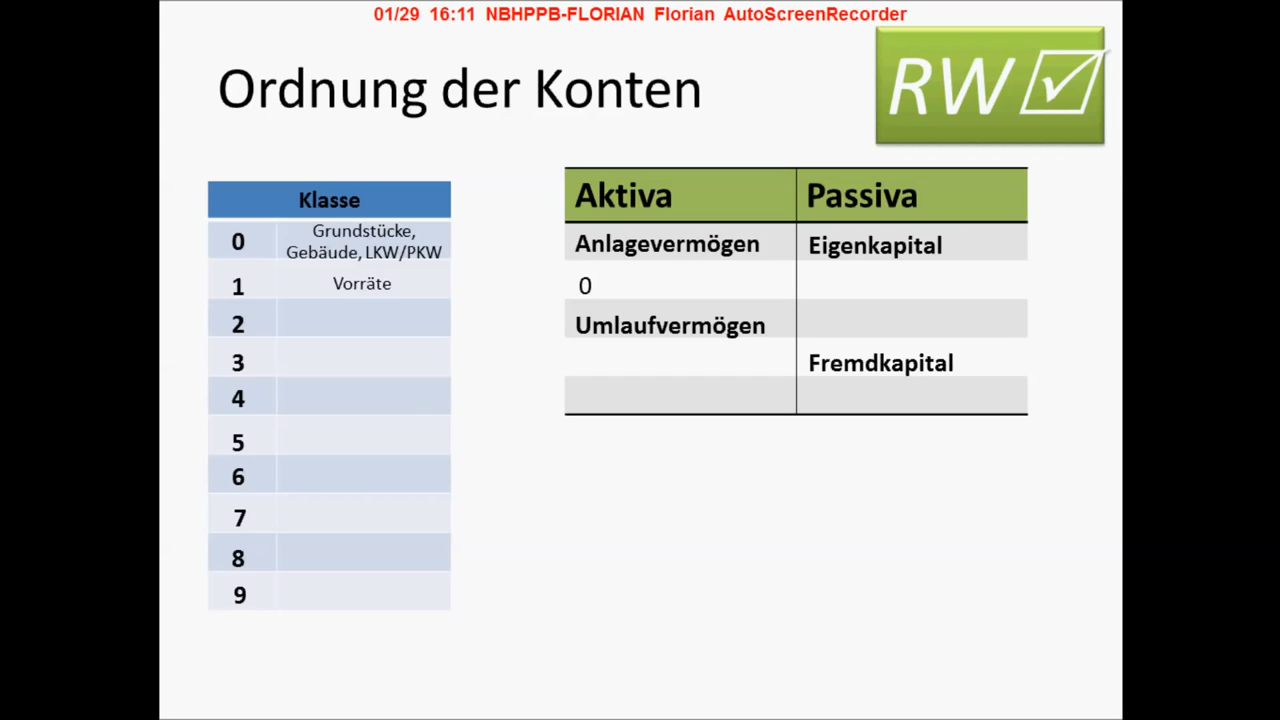 01/29 16:11 NBHPPB-FLORIAN Florian AutoScreenRecorder
Ordnung der Konten
RW
Klasse
0 Grundstücke,
Gebäude, LKW/PKW
1 Vorräte
2
3
4
5
6
7
8
9
Aktiva Passiva
Anlagevermögen Eigenkapital
0
Umlaufvermögen
Fremdkapital